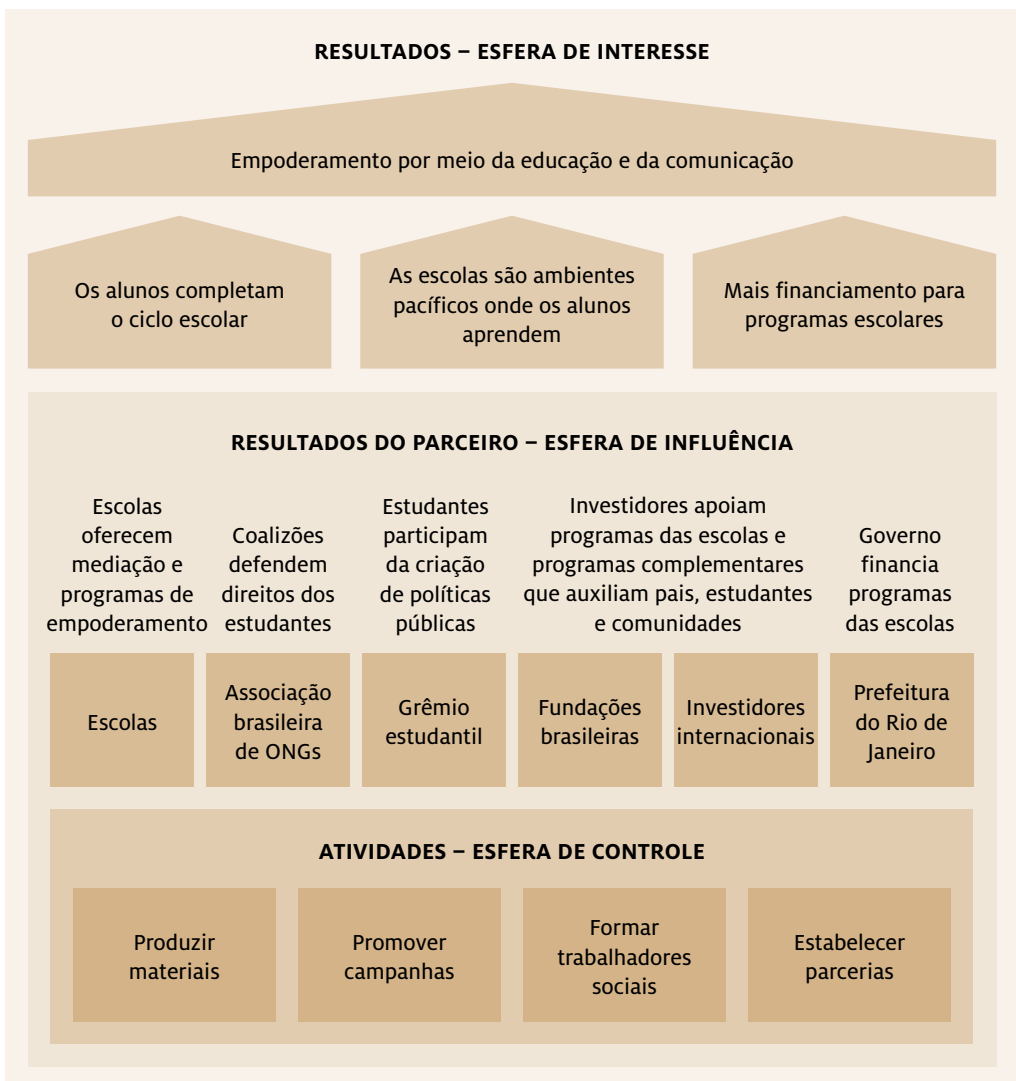 RESULTADOS – ESFERA DE INTERESSE
Empoderamento por meio da educação e da comunicação
Os alunos completam
o ciclo escolar
As escolas são ambientes
pacíficos onde os alunos
aprendem
Mais financiamento para
programas escolares
RESULTADOS DO PARCEIRO – ESFERA DE INFLUÊNCIA
Escolas
oferecem
mediação e
programas de
empoderamento
Coalizões
defendem
direitos dos
estudantes
Estudantes
participam
da criação
de políticas
públicas
Investidores apoiam
programas das escolas e
programas complementares
que auxiliam pais, estudantes
e comunidades
Governo
financia
programas
das escolas
Escolas
Associação
brasileira
de ONGs
Grêmio
estudantil
Fundações
brasileiras
Investidores
internacionais
Prefeitura
do Rio de
Janeiro
ATIVIDADES – ESFERA DE CONTROLE
Produzir
materiais
Promover
campanhas
Formar
trabalhadores
sociais
Estabelecer
parcerias